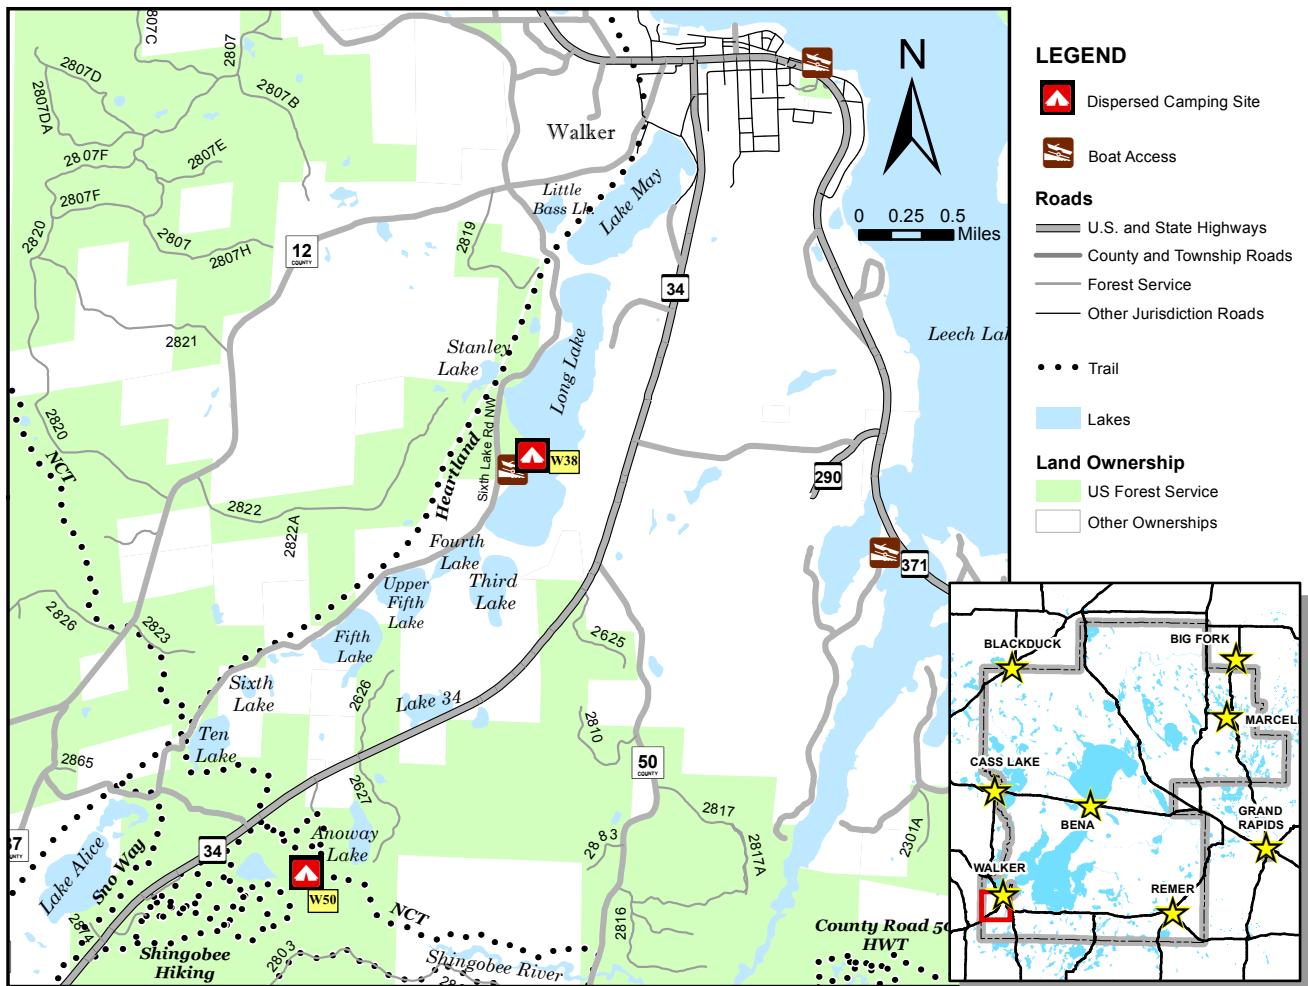 807C
2807
2807D
2807B
2807DA
2807E
2807F
2807F
2807
2807H
2820
12
COUNTY
2819
Walker
Little
Bass Lk.
Lake May
N
0 0.25 0.5
Miles
34
Leech Lak
2821
Stanley
Lake
Long Lake
2820
NCT
Heartland
Sixth Lake Rd NW
W38
290
2822
2822A
Fourth
Lake
371
Upper
Fifth
Lake
Third
Lake
2826
2823
Fifth
Lake
2625
Sixth
Lake
2626
Lake 34
Ten
Lake
2810
2865
50
COUNTY
2627
2817
2817A
2301A
37
UNTY
34
Anoway
Lake
2883
Lake Alice
Sno Way
W50
NCT
2874
2816
County Road 50
HWT
Shingobee
Hiking
2803
Shingobee River
LEGEND
Dispersed Camping Site
Boat Access
Roads
U.S. and State Highways
County and Township Roads
Forest Service
Other Jurisdiction Roads
Trail
Lakes
Land Ownership
US Forest Service
Other Ownerships
BLACKDUCK
BIG FORK
MARCELL
CASS LAKE
BENA
GRAND
RAPIDS
WALKER
REMER